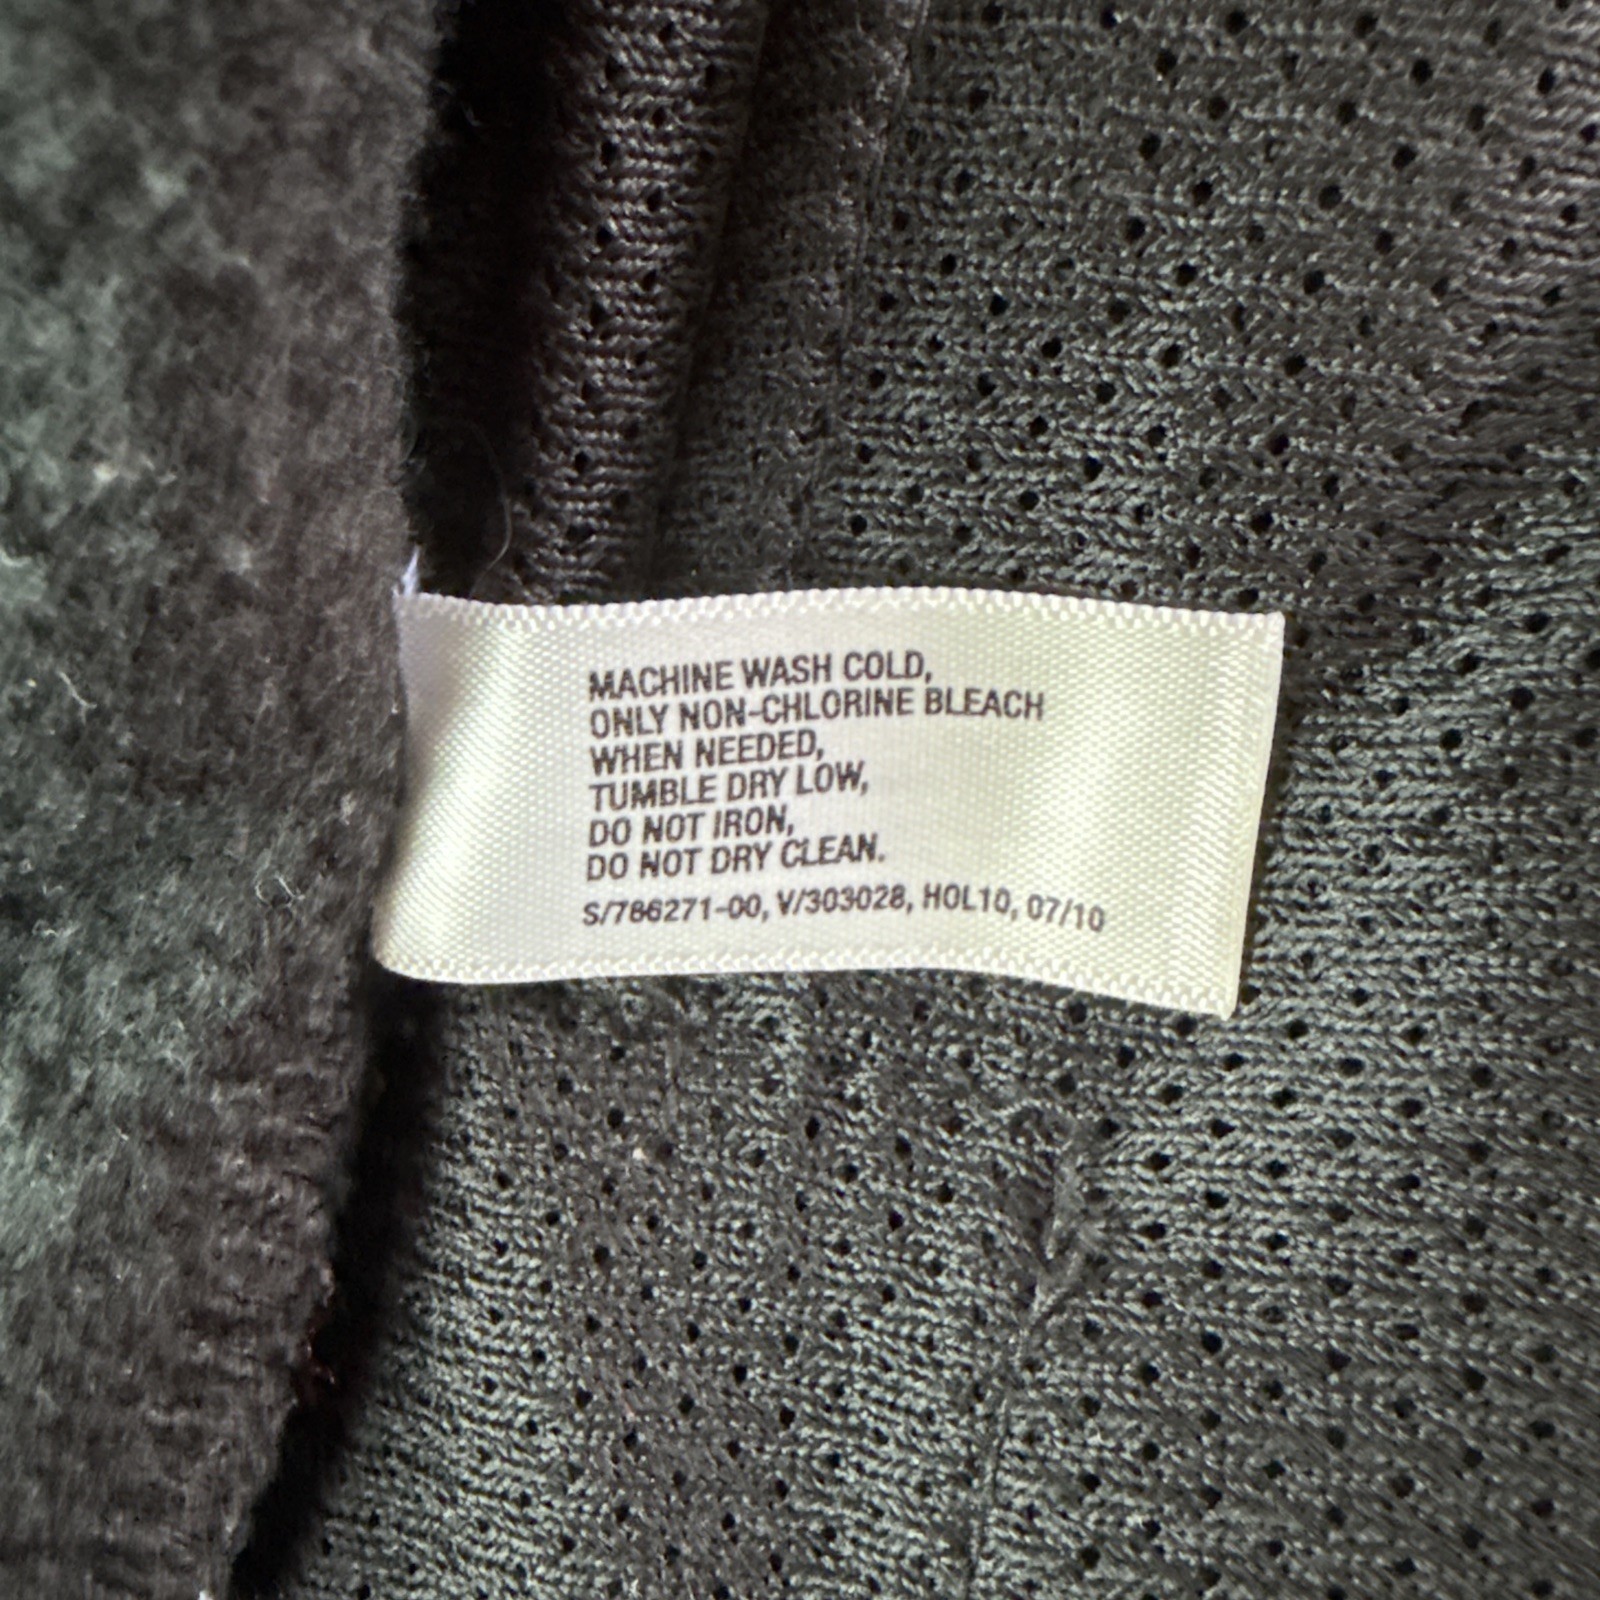 MACHINE WASH COLD,
ONLY NON-CHLORINE BLEACH
WHEN NEEDED,
TUMBLE DRY LOW,
DO NOT IRON,
DO NOT DRY CLEAN.
S/786271-00, V/303028, HOL10, 07/10